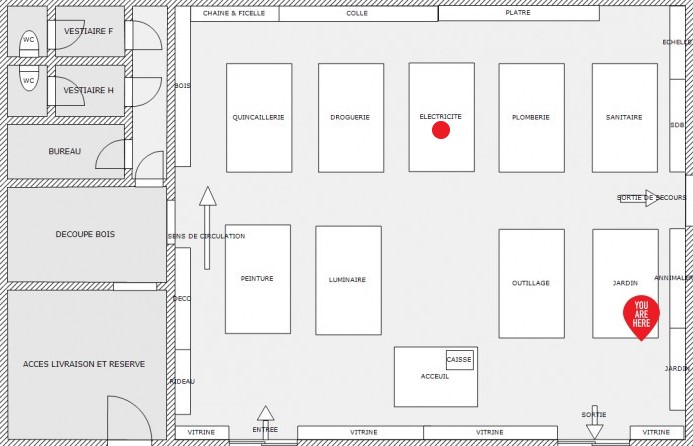 CHAINE & FICELLE
COLLE
PLATRE
WC
VESTIAIRE F
ECHELLE
WC
VESTIAIRE H
BOIS
QUINCAILLERIE
DROGUERIE
ELECTRICITE
PLOMBERIE
SANITAIRE
SDB
BUREAU
SORTIE DE SECOURS
DECOUPE BOIS
SENS DE CIRCULATION
PEINTURE
LUMINAIRE
OUTILLAGE
JARDIN
ANNIMALER
DECO
YOU
ARE
HERE
ACCES LIVRAISON ET RESERVE
CAISSE
ACCEUIL
RIDEAU
JARDIN
SORTIE
VITRINE
ENTREE
VITRINE
VITRINE
VITRINE